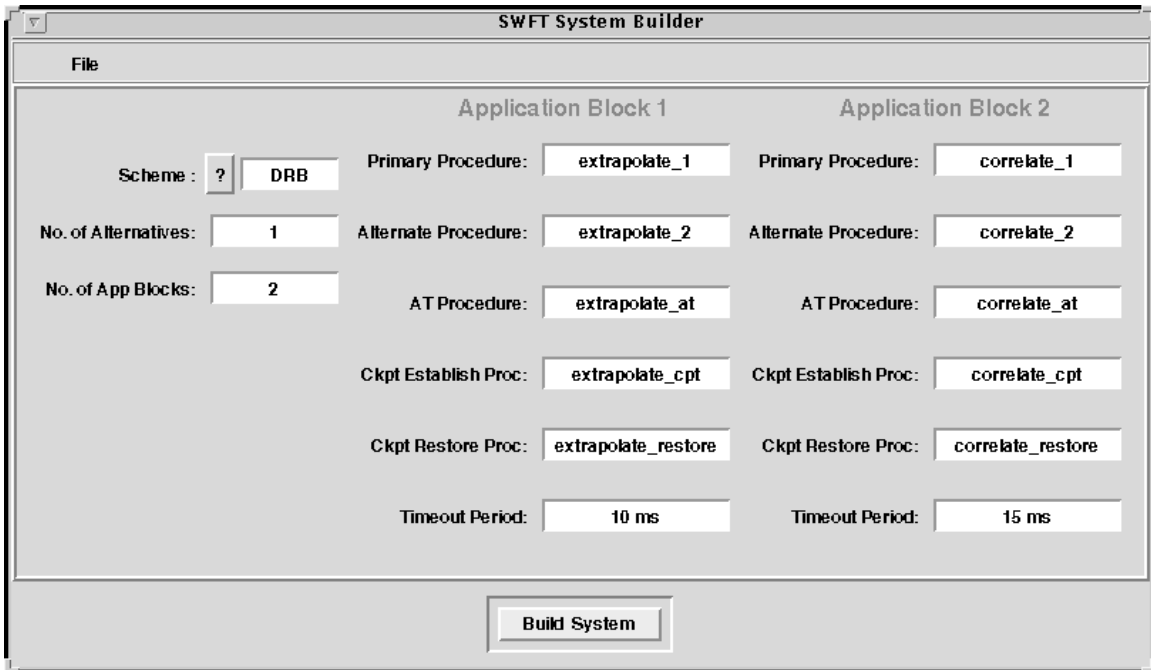 SWFT System Builder
File
Application Block 1 Application Block 2
Scheme : ? DRB Primary Procedure: extrapolate_1 Primary Procedure: correlate_1
No. of Alternatives: 1 Alternate Procedure: extrapolate_2 Alternate Procedure: correlate_2
No. of App Blocks: 2 AT Procedure: extrapolate_at AT Procedure: correlate_at
Ckpt Establish Proc: extrapolate_cpt Ckpt Establish Proc: correlate_cpt
Ckpt Restore Proc: extrapolate_restore Ckpt Restore Proc: correlate_restore
Timeout Period: 10 ms Timeout Period: 15 ms
Build System